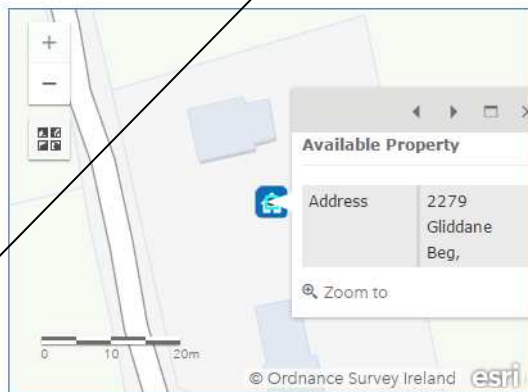 +
−
Available Property
Address 2279
Gliddane
Beg,
Zoom to
0 10 20m
© Ordnance Survey Ireland esri